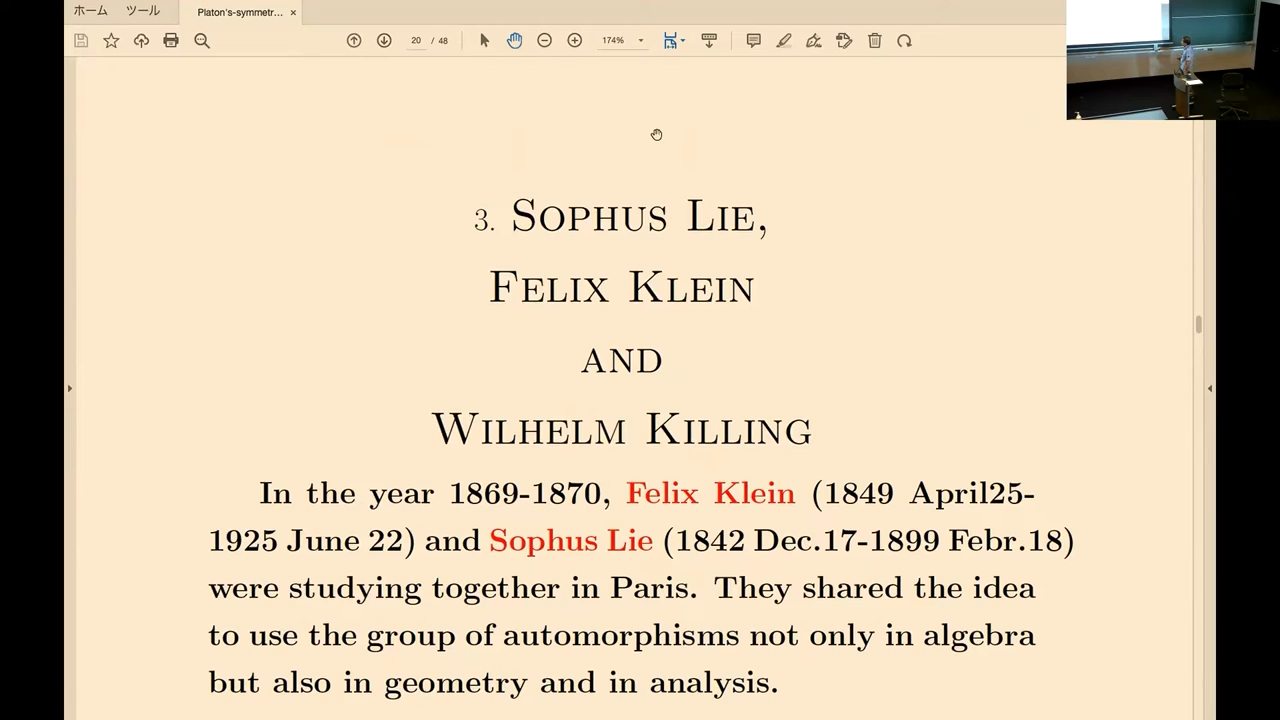 ホーム ツール Platon's-symmetr... ×
20 / 48 174%
3. SOPHUS LIE,
FELIX KLEIN
AND
WILHELM KILLING
In the year 1869-1870, Felix Klein (1849 April25-
1925 June 22) and Sophus Lie (1842 Dec.17-1899 Febr.18)
were studying together in Paris. They shared the idea
to use the group of automorphisms not only in algebra
but also in geometry and in analysis.